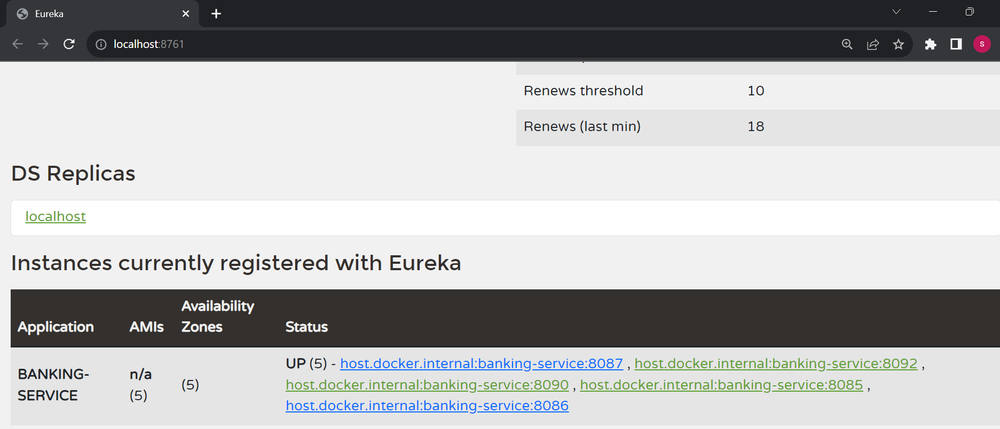 Eureka
localhost:8761
S
Renews threshold 10
Renews (last min) 18
DS Replicas
localhost
Instances currently registered with Eureka
Application AMIs Availability Zones Status
BANKING-SERVICE n/a (5) (5) UP (5) - host.docker.internal:banking-service:8087 , host.docker.internal:banking-service:8092 ,
host.docker.internal:banking-service:8090 , host.docker.internal:banking-service:8085 ,
host.docker.internal:banking-service:8086